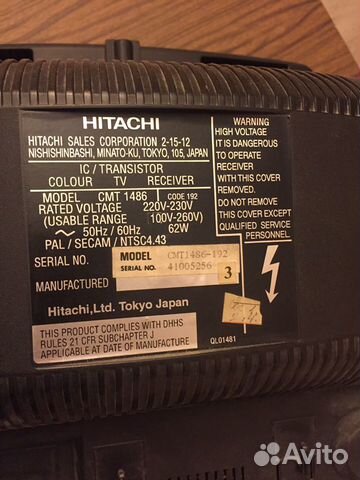 HITACHI
HITACHI SALES CORPORATION 2-15-12
NISHISHINBASHI, MINATO-KU, TOKYO, 105, JAPAN
IC / TRANSISTOR
COLOUR TV RECEIVER
MODEL CMT 1486 CODE 192
RATED VOLTAGE 220V-230V
(USABLE RANGE 100V-260V)
~ 50Hz / 60Hz 62W
PAL / SECAM / NTSC4.43
SERIAL NO.
MODEL CMT1486-192
SERIAL NO. 41005256
3
MANUFACTURED
Hitachi,Ltd. Tokyo Japan
THIS PRODUCT COMPLIES WITH DHHS
RULES 21 CFR SUBCHAPTER J
APPLICABLE AT DATE OF MANUFACTURE
WARNING
HIGH VOLTAGE
IT IS DANGEROUS
TO OPERATE
RECEIVER
WITH THIS COVER
REMOVED.
DO NOT REMOVE
THIS COVER EXCEPT
QUALIFIED SERVICE
PERSONNEL.
QL01481
Avito